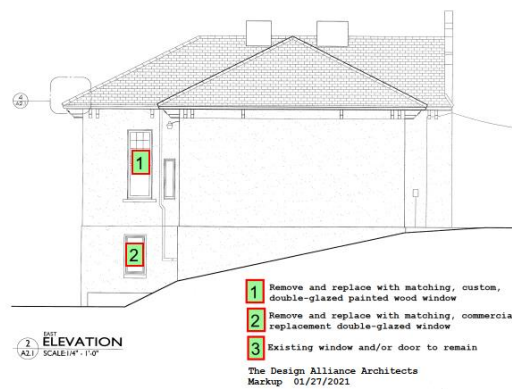 4
1
2
1 Remove and replace with matching, custom,
double-glazed painted wood window
2 Remove and replace with matching, commercia
replacement double-glazed window
3 Existing window and/or door to remain
2
A2.1
EAST
ELEVATION
SCALE:1/4" - 1'-0"
The Design Alliance Architects
Markup 01/27/2021